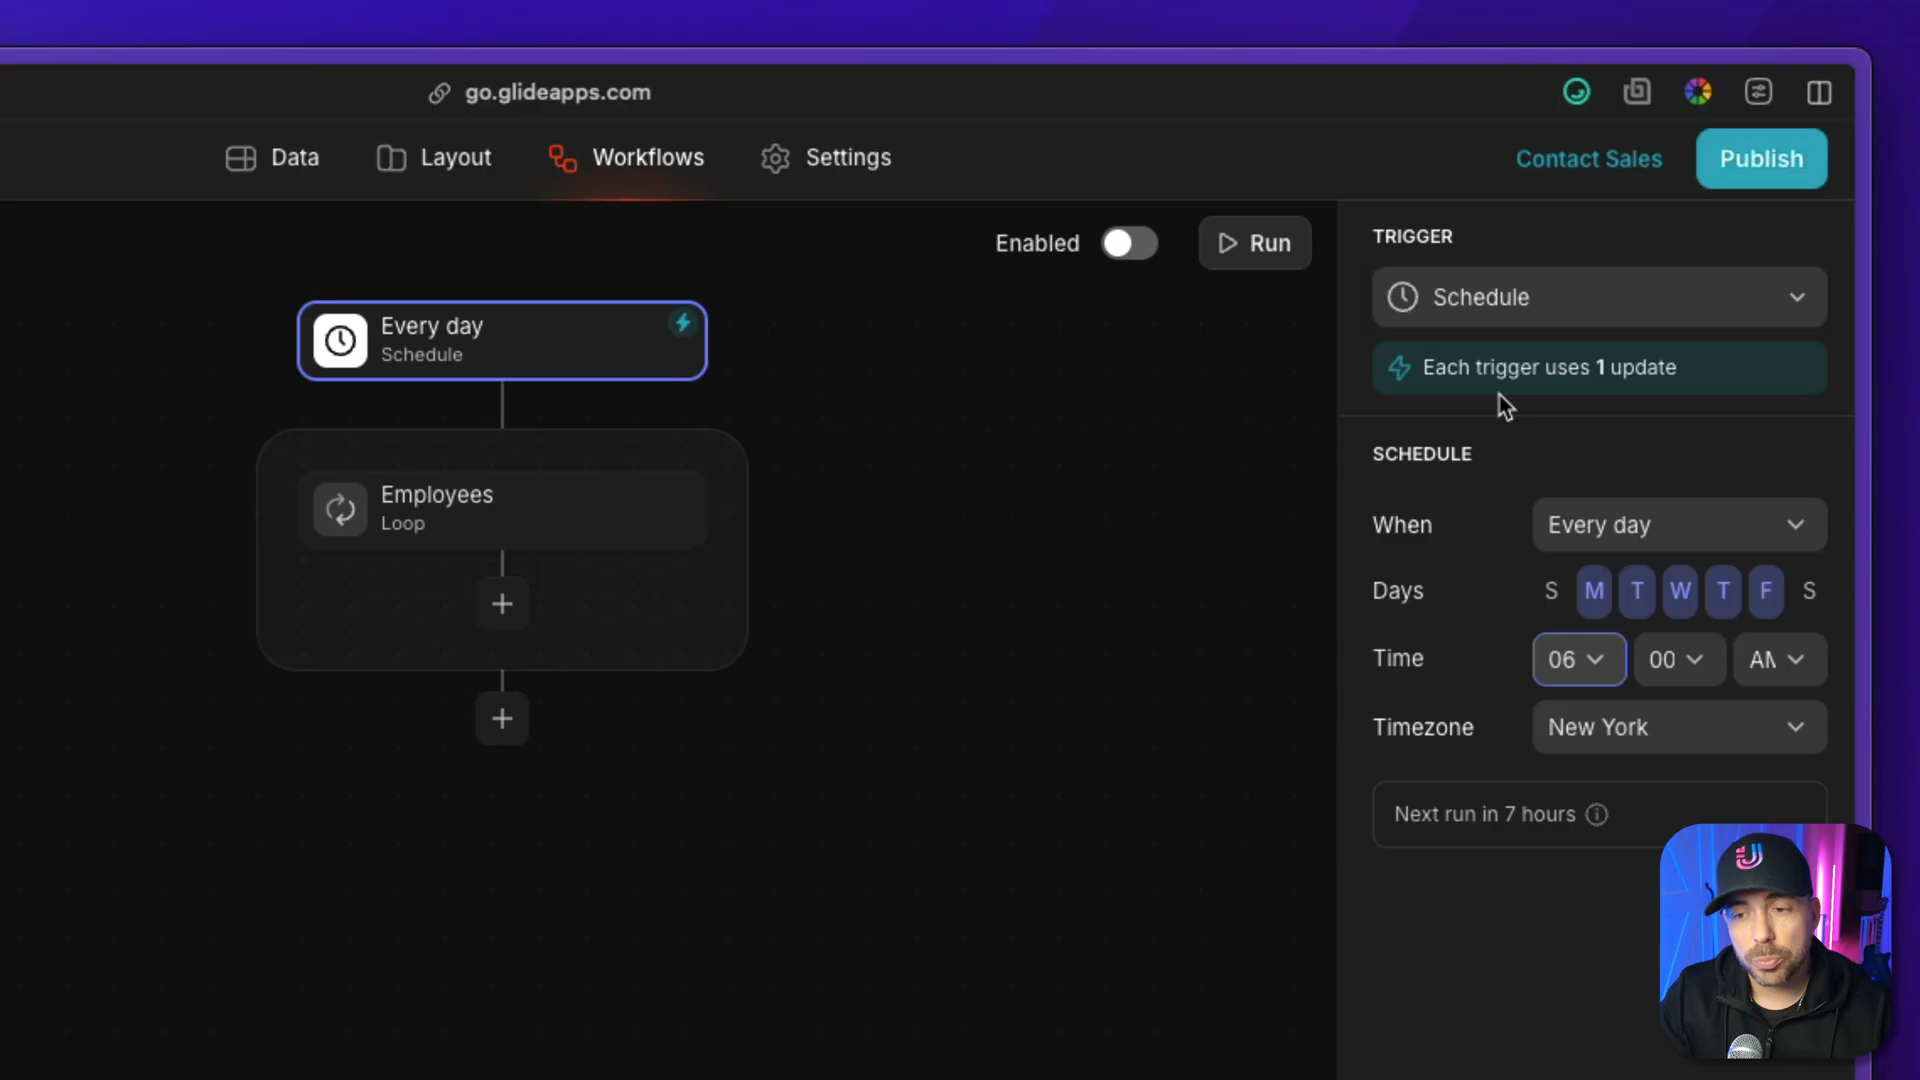 go.glideapps.com
Data
Layout
Workflows
Settings
Contact Sales
Publish
Enabled
Run
TRIGGER
Schedule
Each trigger uses 1 update
Every day
Schedule
Employees
Loop
SCHEDULE
When
Every day
Days
S M T W T F S
Time
06
00
AM
Timezone
New York
Next run in 7 hours